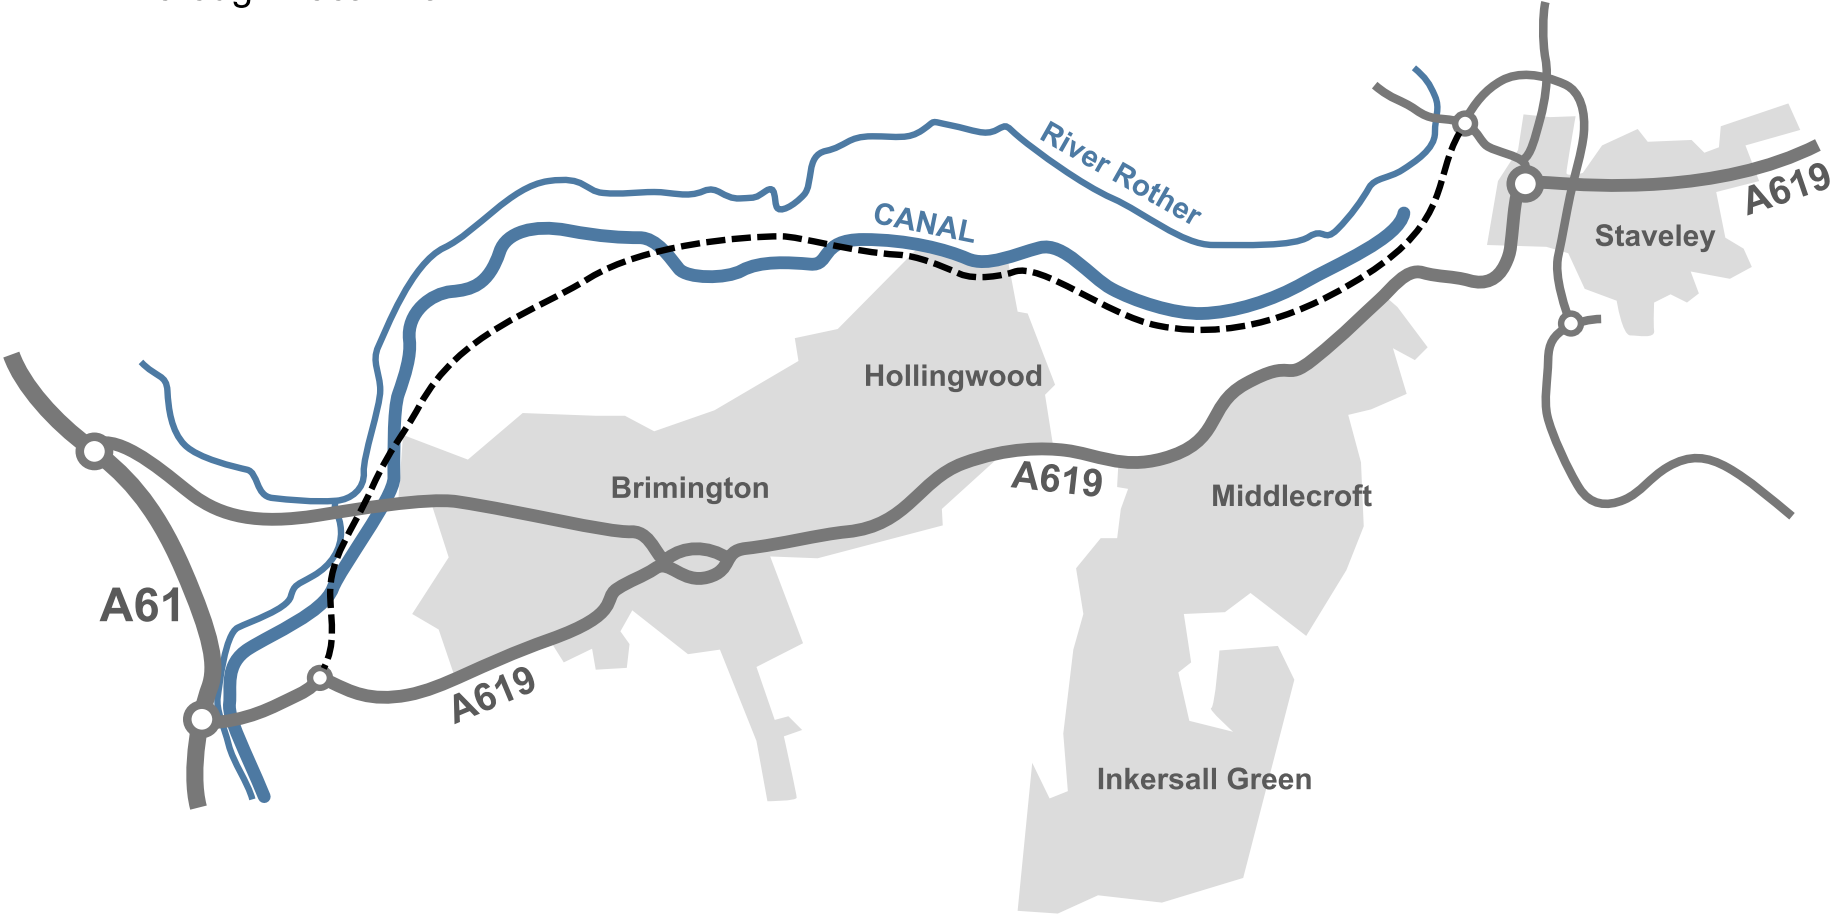 River Rother
CANAL
A619
Staveley
Hollingwood
Brimington
A619
Middlecroft
A61
A619
Inkersall Green